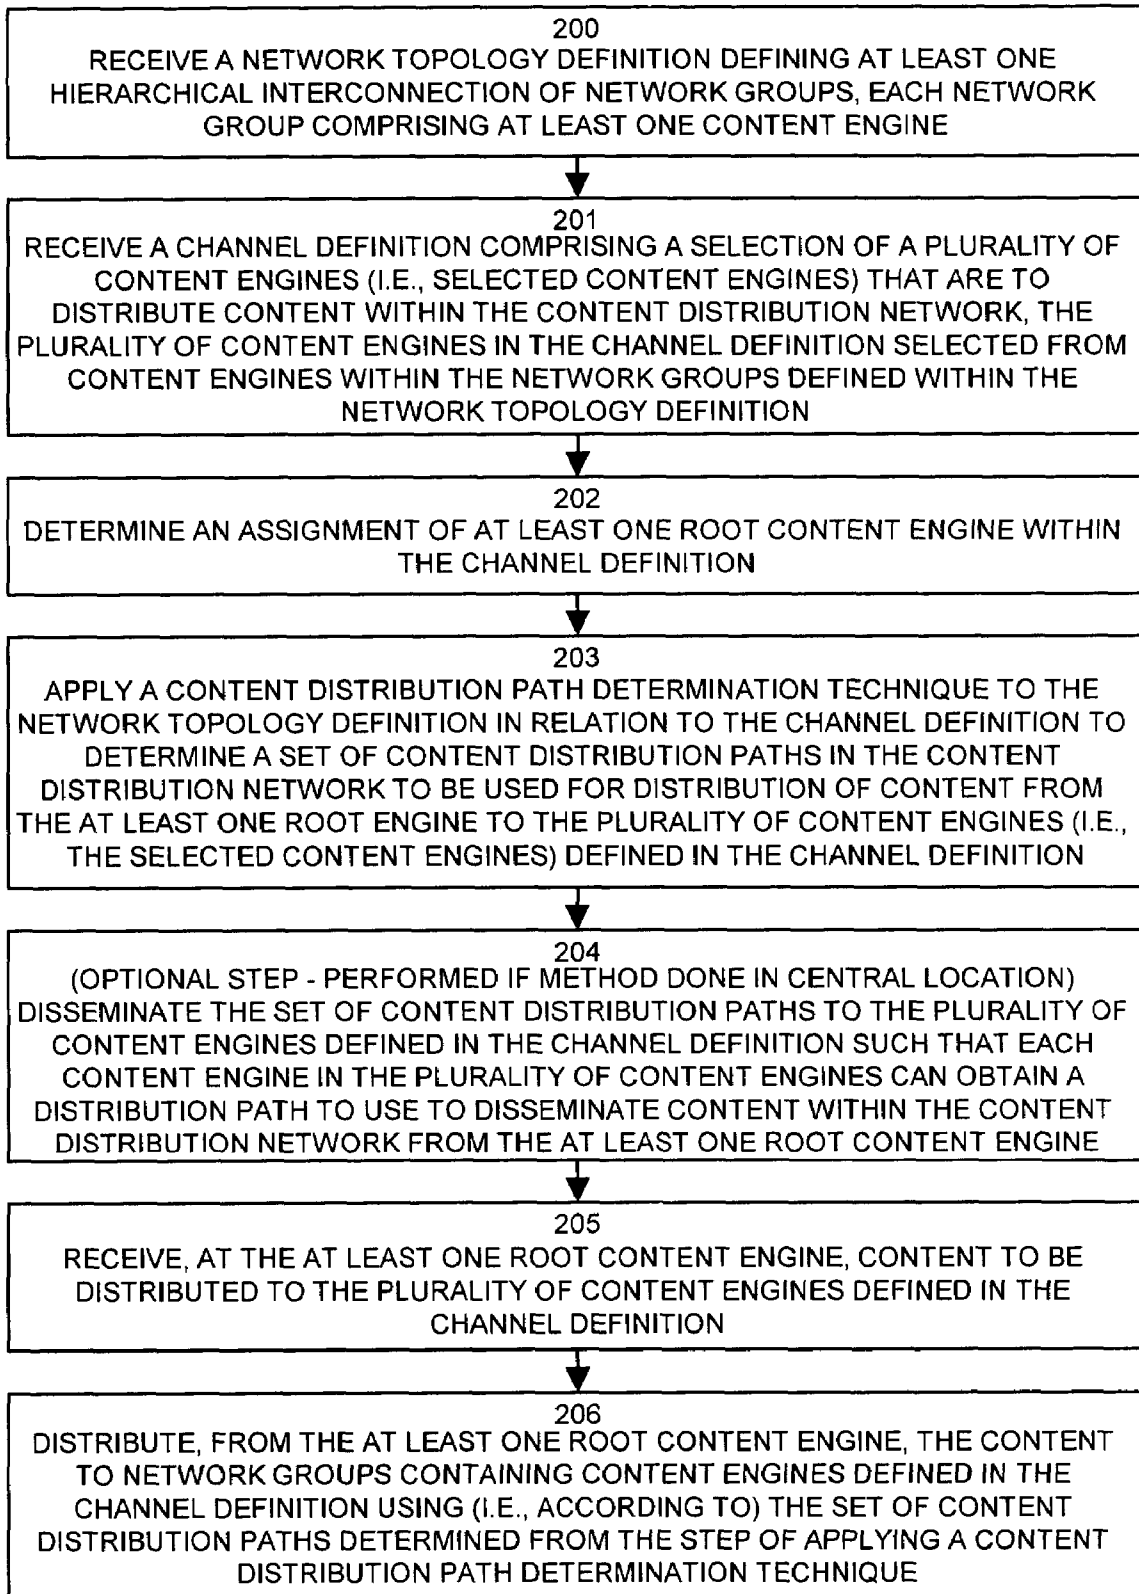 200
RECEIVE A NETWORK TOPOLOGY DEFINITION DEFINING AT LEAST ONE
HIERARCHICAL INTERCONNECTION OF NETWORK GROUPS, EACH NETWORK
GROUP COMPRISING AT LEAST ONE CONTENT ENGINE
201
RECEIVE A CHANNEL DEFINITION COMPRISING A SELECTION OF A PLURALITY OF
CONTENT ENGINES (I.E., SELECTED CONTENT ENGINES) THAT ARE TO
DISTRIBUTE CONTENT WITHIN THE CONTENT DISTRIBUTION NETWORK, THE
PLURALITY OF CONTENT ENGINES IN THE CHANNEL DEFINITION SELECTED FROM
CONTENT ENGINES WITHIN THE NETWORK GROUPS DEFINED WITHIN THE
NETWORK TOPOLOGY DEFINITION
202
DETERMINE AN ASSIGNMENT OF AT LEAST ONE ROOT CONTENT ENGINE WITHIN
THE CHANNEL DEFINITION
203
APPLY A CONTENT DISTRIBUTION PATH DETERMINATION TECHNIQUE TO THE
NETWORK TOPOLOGY DEFINITION IN RELATION TO THE CHANNEL DEFINITION TO
DETERMINE A SET OF CONTENT DISTRIBUTION PATHS IN THE CONTENT
DISTRIBUTION NETWORK TO BE USED FOR DISTRIBUTION OF CONTENT FROM
THE AT LEAST ONE ROOT ENGINE TO THE PLURALITY OF CONTENT ENGINES (I.E.,
THE SELECTED CONTENT ENGINES) DEFINED IN THE CHANNEL DEFINITION
204
(OPTIONAL STEP - PERFORMED IF METHOD DONE IN CENTRAL LOCATION)
DISSEMINATE THE SET OF CONTENT DISTRIBUTION PATHS TO THE PLURALITY OF
CONTENT ENGINES DEFINED IN THE CHANNEL DEFINITION SUCH THAT EACH
CONTENT ENGINE IN THE PLURALITY OF CONTENT ENGINES CAN OBTAIN A
DISTRIBUTION PATH TO USE TO DISSEMINATE CONTENT WITHIN THE CONTENT
DISTRIBUTION NETWORK FROM THE AT LEAST ONE ROOT CONTENT ENGINE
205
RECEIVE, AT THE AT LEAST ONE ROOT CONTENT ENGINE, CONTENT TO BE
DISTRIBUTED TO THE PLURALITY OF CONTENT ENGINES DEFINED IN THE
CHANNEL DEFINITION
206
DISTRIBUTE, FROM THE AT LEAST ONE ROOT CONTENT ENGINE, THE CONTENT
TO NETWORK GROUPS CONTAINING CONTENT ENGINES DEFINED IN THE
CHANNEL DEFINITION USING (I.E., ACCORDING TO) THE SET OF CONTENT
DISTRIBUTION PATHS DETERMINED FROM THE STEP OF APPLYING A CONTENT
DISTRIBUTION PATH DETERMINATION TECHNIQUE